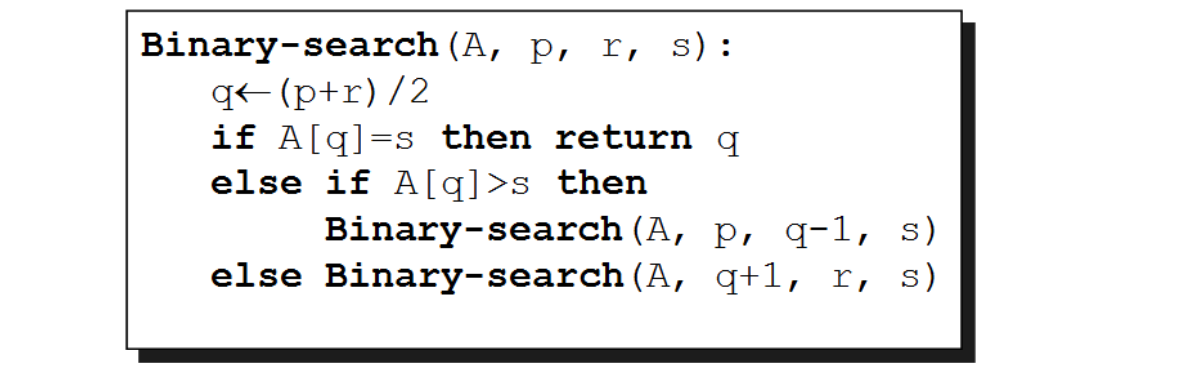 Binary-search(A, p, r, s):
q←(p+r)/2
if A[q]=s then return q
else if A[q]>s then
Binary-search(A, p, q-1, s)
else Binary-search(A, q+1, r, s)